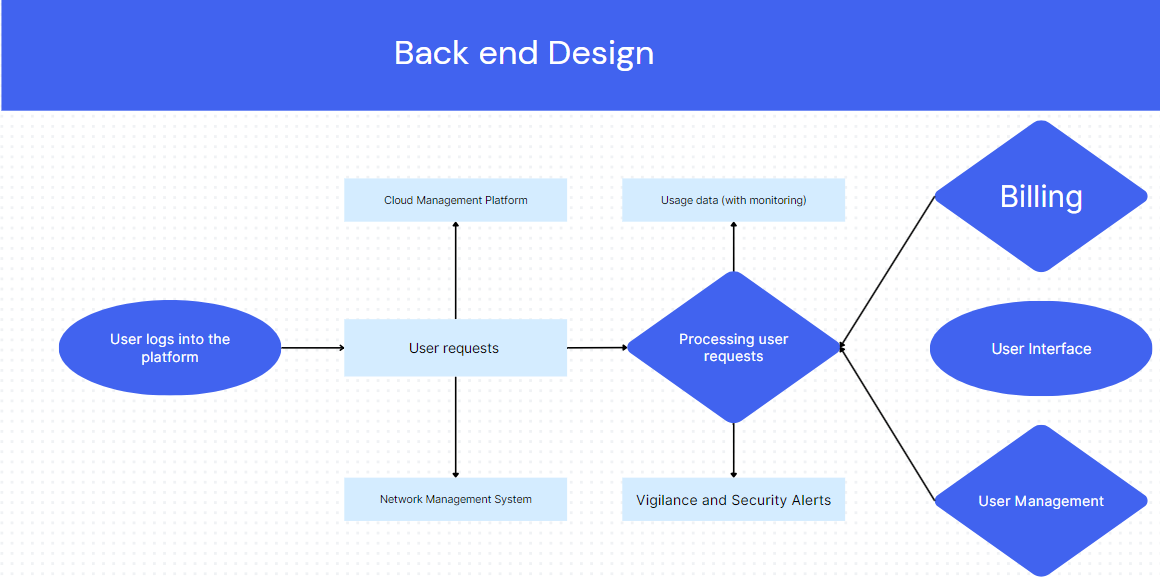 Back end Design
Billing
Cloud Management Platform
Usage data (with monitoring)
User logs into the
platform
User requests
Processing user
requests
User Interface
Network Management System
Vigilance and Security Alerts
User Management